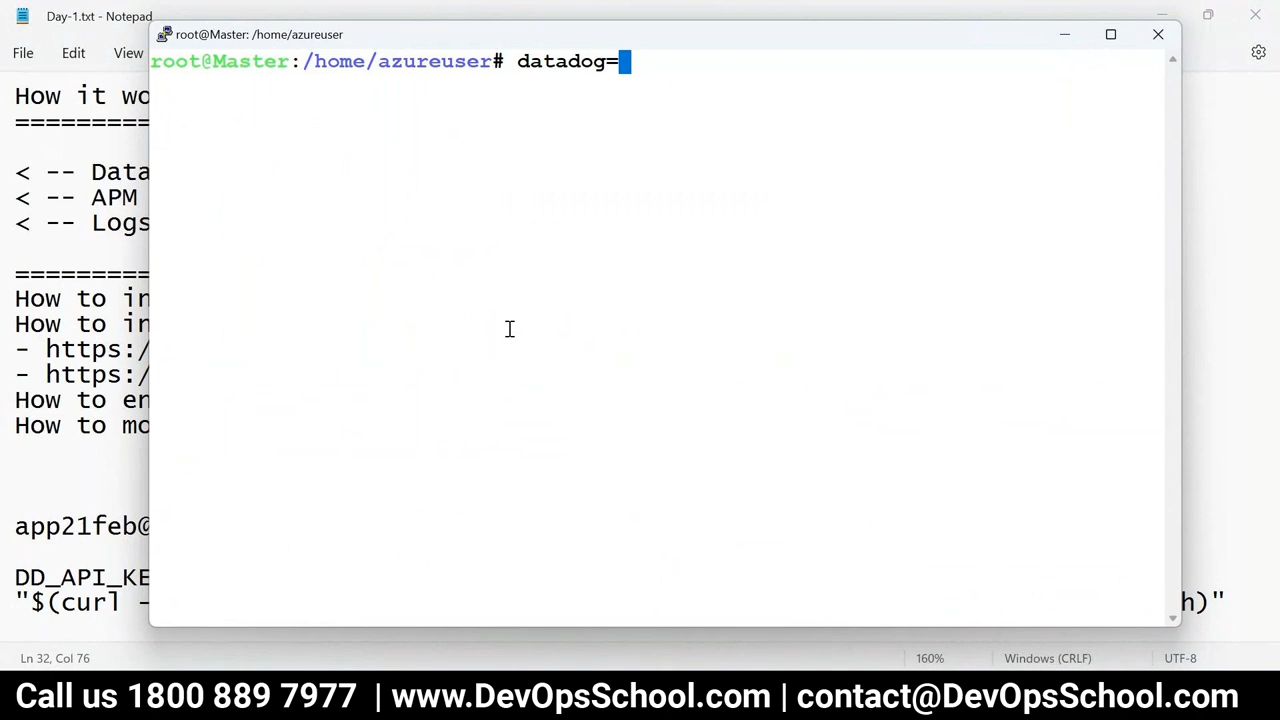 Day-1.txt - Notepad
root@Master: /home/azureuser
File Edit View
root@Master:/home/azureuser# datadog=
How it wo
=========
< -- Data
< -- APM
< -- Logs
=========
How to in
How to in
- https:/
- https:/
How to en
How to mo
app21feb@
DD_API_KE
"$(curl - h)"
Ln 32, Col 76 160% Windows (CRLF) UTF-8
Call us 1800 889 7977 | www.DevOpsSchool.com | contact@DevOpsSchool.com